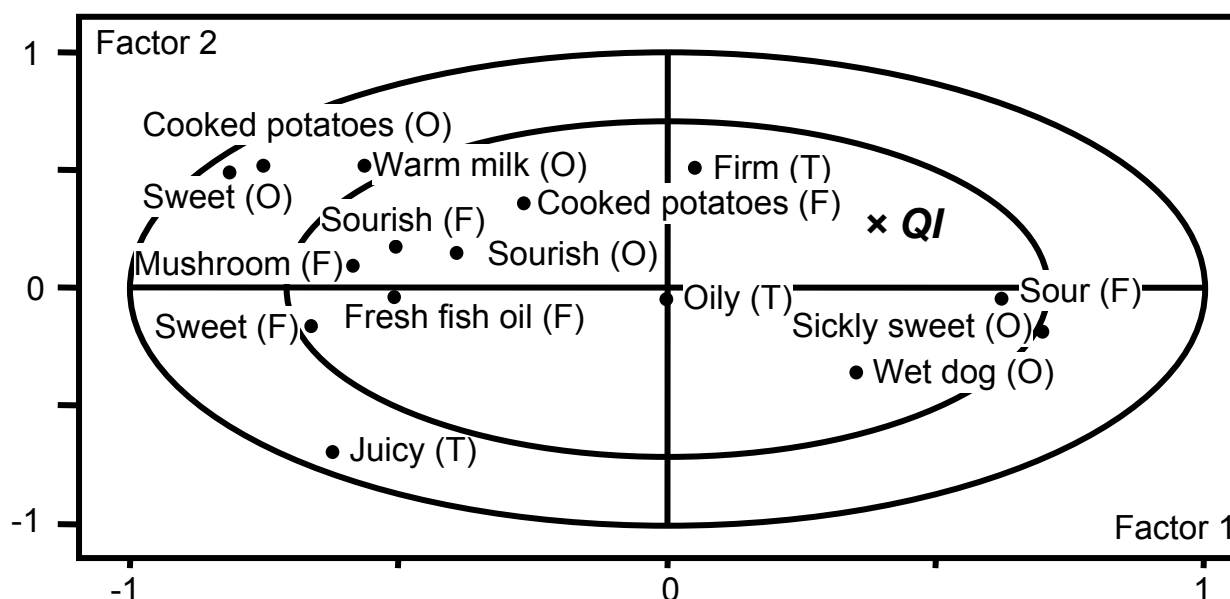 1
Factor 2
Cooked potatoes (O)
Warm milk (O)
Firm (T)
Sweet (O)
Cooked potatoes (F)
Sourish (F)
QI
Sourish (O)
Mushroom (F)
0
Oily (T)
Sour (F)
Fresh fish oil (F)
Sweet (F)
Sickly sweet (O)
Wet dog (O)
Juicy (T)
-1
Factor 1
-1
0
1